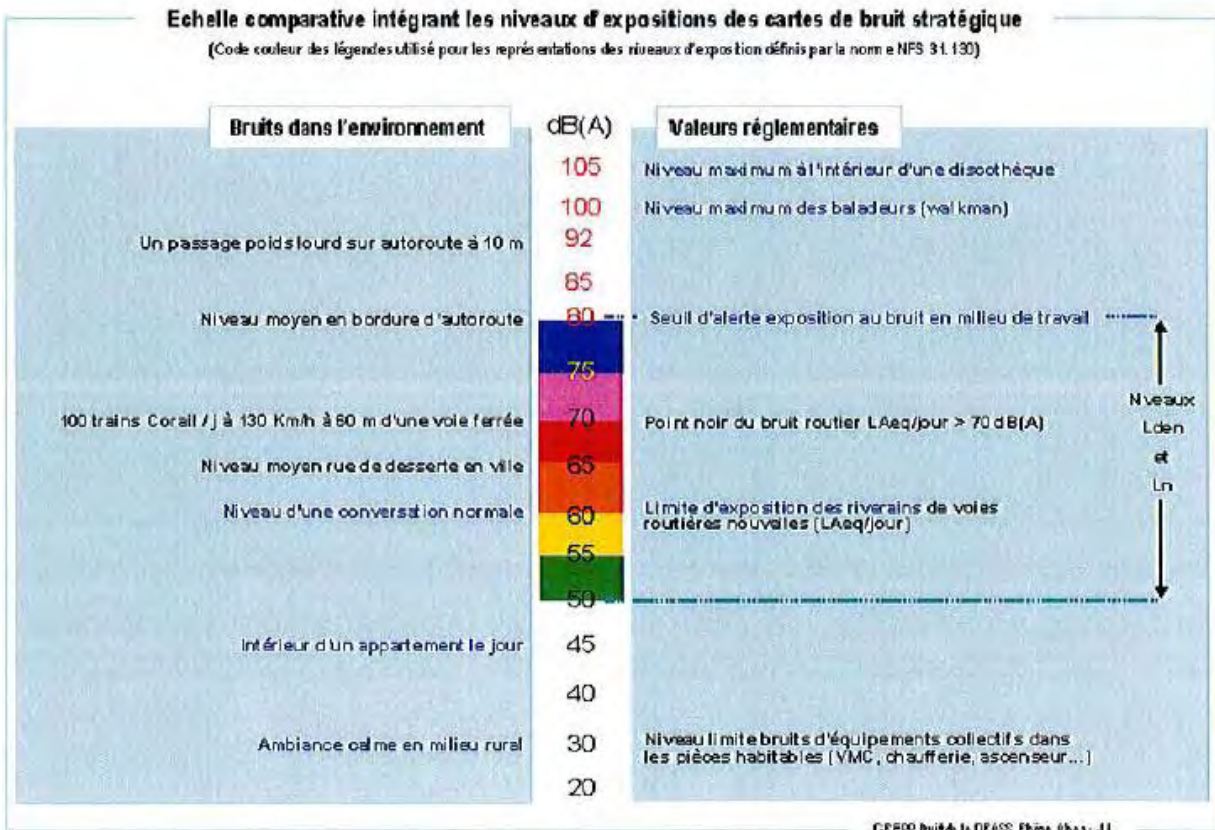 Echelle comparative intégrant les niveaux d'expositions des cartes de bruit stratégique
(Code couleur des légendes utilisé pour les représentations des niveaux d'exposition définis par la norme NFS 31.130)
Bruits dans l'environnement
dB(A)
Valeurs réglementaires
105
Niveau maximum à l'intérieur d'une discothèque
100
Niveau maximum des baladeurs (walkman)
Un passage poids lourd sur autoroute à 10 m
92
85
Niveau moyen en bordure d'autoroute
80
Seuil d'alerte exposition au bruit en milieu de travail
75
Niveaux
Lden
et
Ln
100 trains Corail / j à 130 Km/h à 60 m d'une voie ferrée
70
Point noir du bruit routier LAeq/jour > 70 dB(A)
Niveau moyen rue de desserte en ville
65
Niveau d'une conversation normale
60
Limite d'exposition des riverains de voies
routières nouvelles (LAeq/jour)
55
50
Intérieur d'un appartement le jour
45
40
Ambiance calme en milieu rural
30
Niveau limite bruits d'équipements collectifs dans
les pièces habitables (VMC, chaufferie, ascenseur...)
20